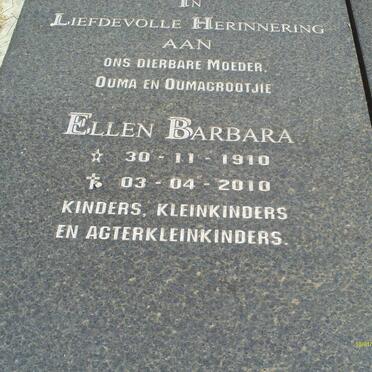 In
Liefdevolle Herinnering
AAN
ONS DIERBARE MOEDER,
OUMA EN OUMAGROOTJIE
ELLEN BARBARA
30 - 11 - 1910
03 - 04 - 2010
KINDERS, KLEINKINDERS
EN AGTERKLEINKINDERS.